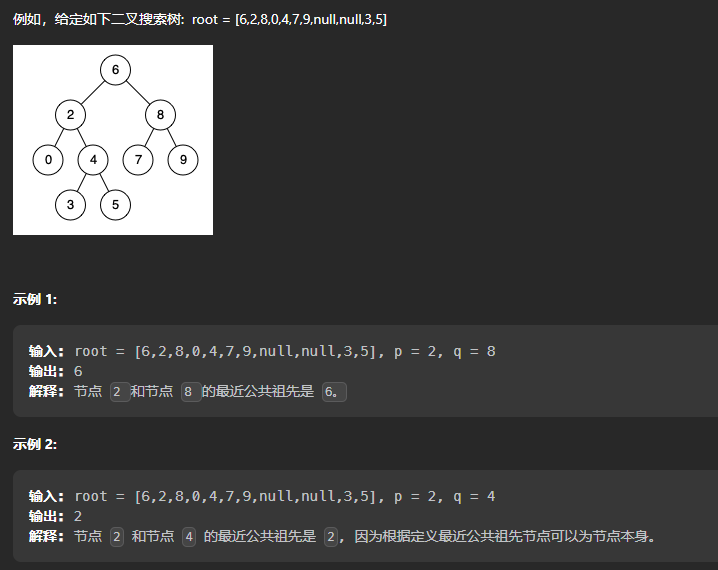 例如，给定如下二叉搜索树: root = [6,2,8,0,4,7,9,null,null,3,5]
6
2 8
0 4 7 9
3 5
示例 1:
输入: root = [6,2,8,0,4,7,9,null,null,3,5], p = 2, q = 8
输出: 6
解释: 节点 2 和节点 8 的最近公共祖先是 6。
示例 2:
输入: root = [6,2,8,0,4,7,9,null,null,3,5], p = 2, q = 4
输出: 2
解释: 节点 2 和节点 4 的最近公共祖先是 2, 因为根据定义最近公共祖先节点可以为节点本身。